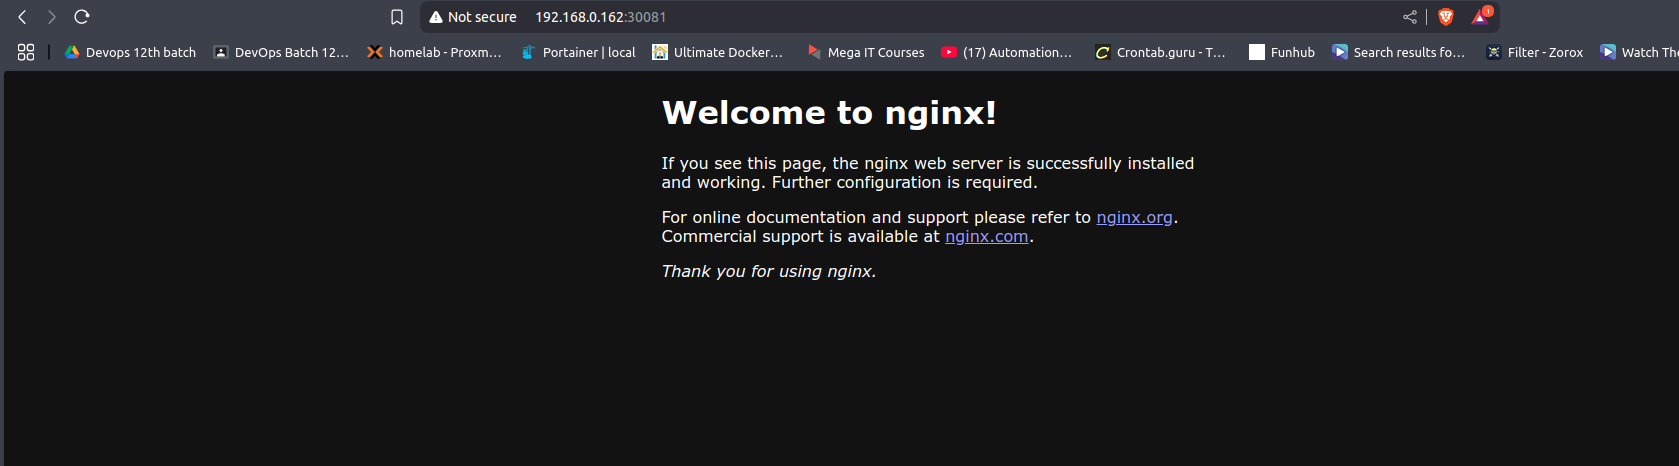 Not secure 192.168.0.162:30081
1
Devops 12th batch DevOps Batch 12... homelab - Proxm... Portainer | local Ultimate Docker... Mega IT Courses (17) Automation... Crontab.guru - T... Funhub Search results fo... Filter - Zorox Watch The
Welcome to nginx!
If you see this page, the nginx web server is successfully installed
and working. Further configuration is required.
For online documentation and support please refer to nginx.org.
Commercial support is available at nginx.com.
Thank you for using nginx.